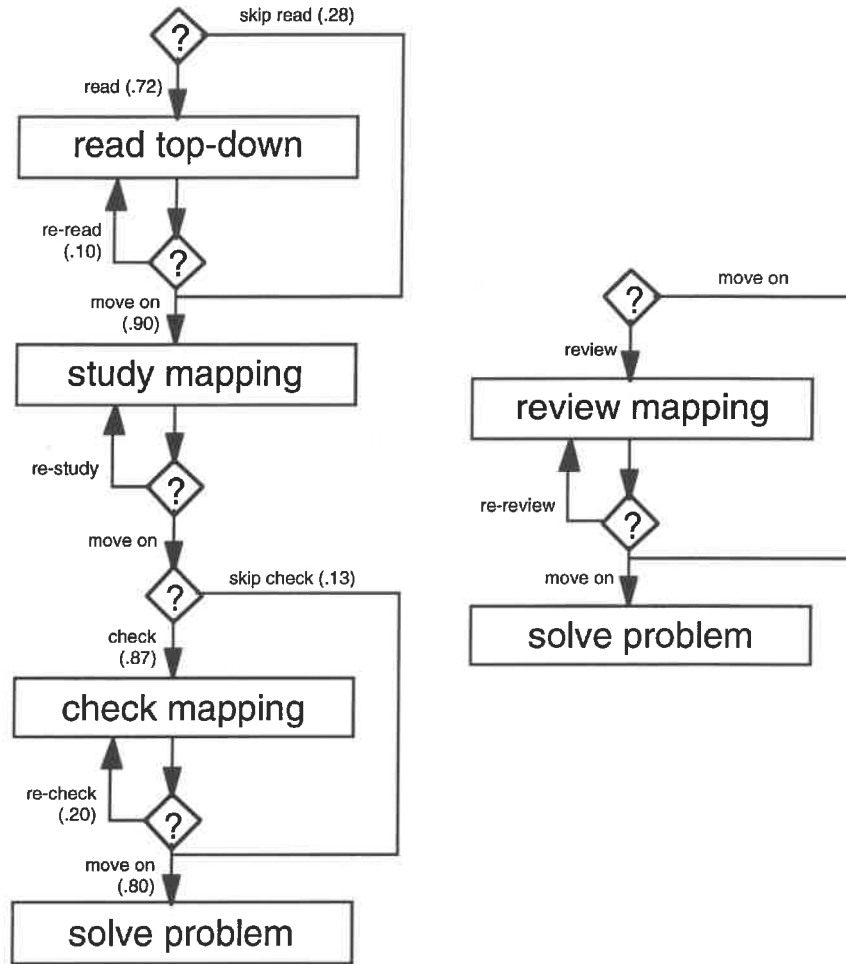 ?
skip read (.28)
read (.72)
read top-down
re-read
(.10)
?
move on
(.90)
study mapping
re-study
?
move on
?
skip check (.13)
check
(.87)
check mapping
re-check
(.20)
?
move on
(.80)
solve problem
?
move on
review
review mapping
re-review
?
move on
solve problem